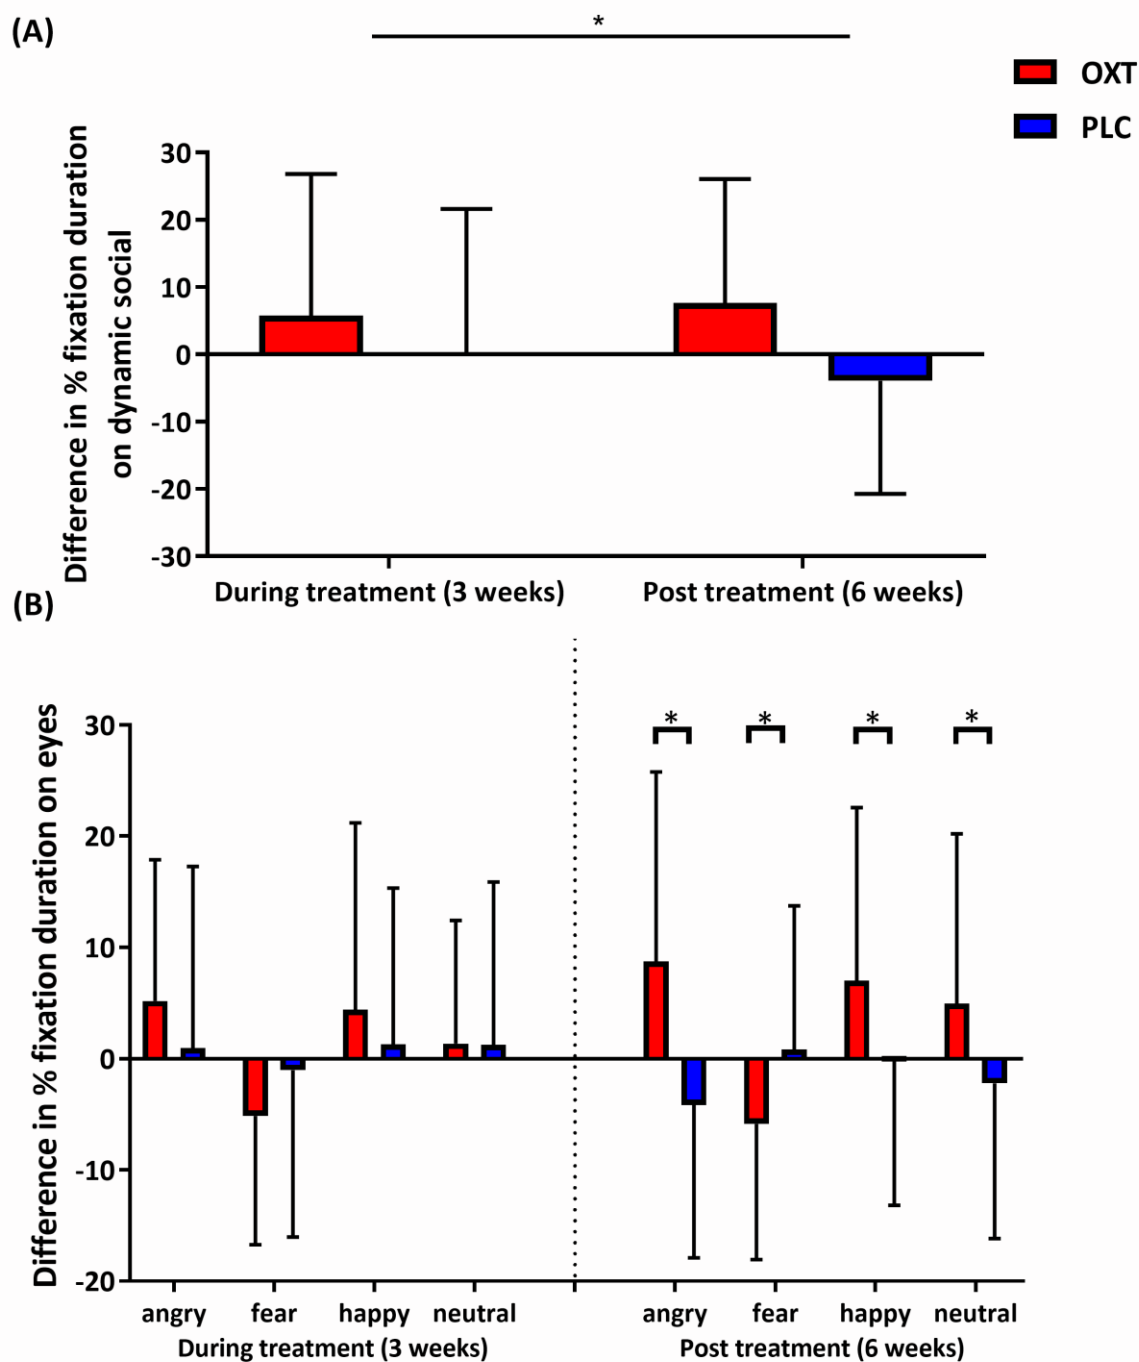 (A)
*
OXT
PLC
Difference in % fixation duration
on dynamic social
30
20
10
0
-10
-20
-30
During treatment (3 weeks)
Post treatment (6 weeks)
(B)
Difference in % fixation duration on eyes
30
20
10
0
-10
-20
* * * *
angry fear happy neutral angry fear happy neutral
During treatment (3 weeks)
Post treatment (6 weeks)